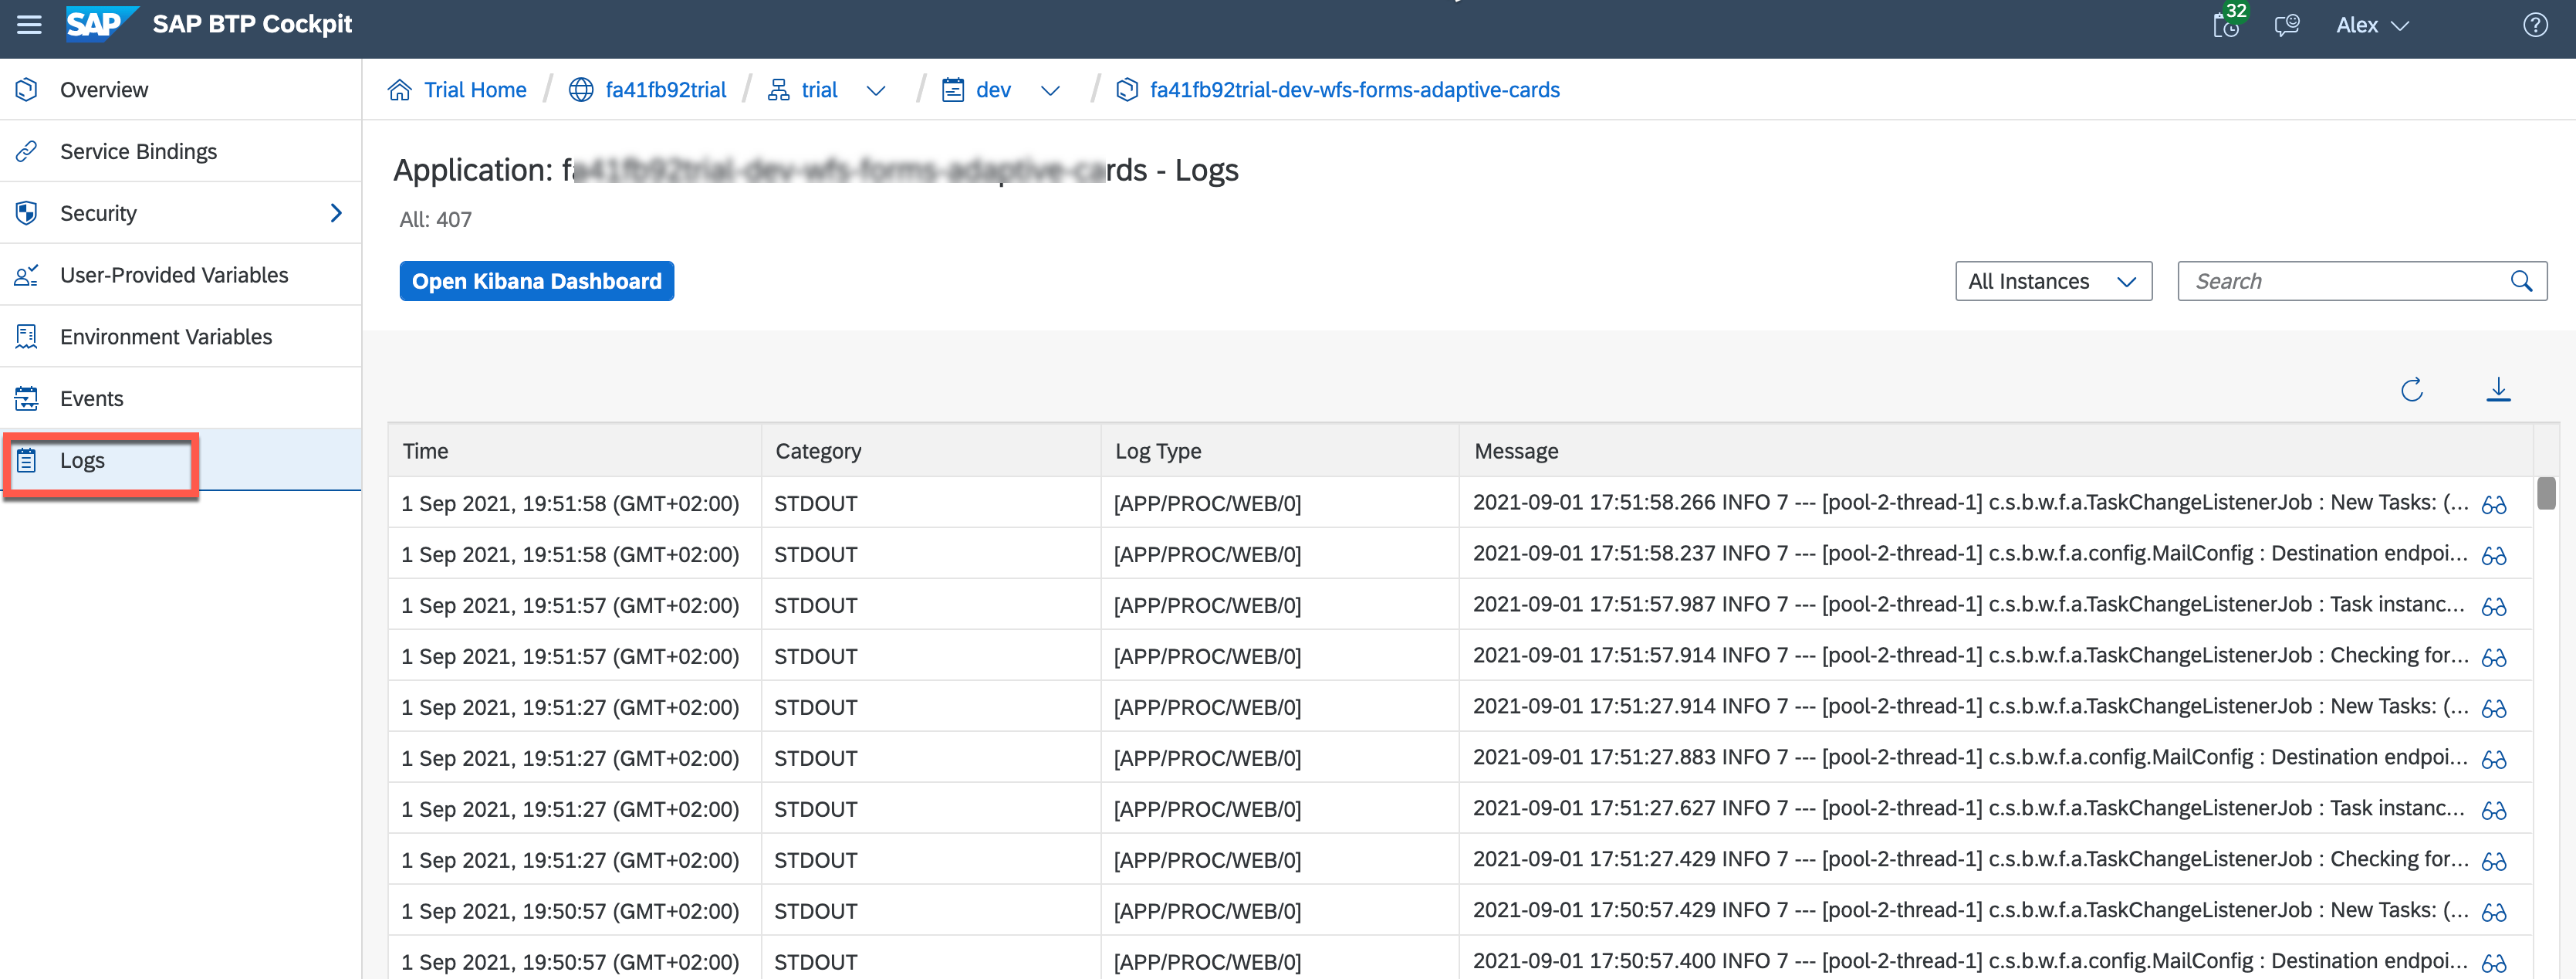 SAP SAP BTP Cockpit 32 Alex
Overview
Service Bindings
Security
User-Provided Variables
Environment Variables
Events
Logs
Trial Home / fa41fb92trial / trial / dev / fa41fb92trial-dev-wfs-forms-adaptive-cards
Application: fa41fb92trial-dev-wfs-forms-adaptive-cards - Logs
All: 407
Open Kibana Dashboard All Instances Search
Time Category Log Type Message
1 Sep 2021, 19:51:58 (GMT+02:00) STDOUT [APP/PROC/WEB/0] 2021-09-01 17:51:58.266 INFO 7 --- [pool-2-thread-1] c.s.b.w.f.a.TaskChangeListenerJob : New Tasks: (...
1 Sep 2021, 19:51:58 (GMT+02:00) STDOUT [APP/PROC/WEB/0] 2021-09-01 17:51:58.237 INFO 7 --- [pool-2-thread-1] c.s.b.w.f.a.config.MailConfig : Destination endpoi...
1 Sep 2021, 19:51:57 (GMT+02:00) STDOUT [APP/PROC/WEB/0] 2021-09-01 17:51:57.987 INFO 7 --- [pool-2-thread-1] c.s.b.w.f.a.TaskChangeListenerJob : Task instanc...
1 Sep 2021, 19:51:57 (GMT+02:00) STDOUT [APP/PROC/WEB/0] 2021-09-01 17:51:57.914 INFO 7 --- [pool-2-thread-1] c.s.b.w.f.a.TaskChangeListenerJob : Checking for...
1 Sep 2021, 19:51:27 (GMT+02:00) STDOUT [APP/PROC/WEB/0] 2021-09-01 17:51:27.914 INFO 7 --- [pool-2-thread-1] c.s.b.w.f.a.TaskChangeListenerJob : New Tasks: (...
1 Sep 2021, 19:51:27 (GMT+02:00) STDOUT [APP/PROC/WEB/0] 2021-09-01 17:51:27.883 INFO 7 --- [pool-2-thread-1] c.s.b.w.f.a.config.MailConfig : Destination endpoi...
1 Sep 2021, 19:51:27 (GMT+02:00) STDOUT [APP/PROC/WEB/0] 2021-09-01 17:51:27.627 INFO 7 --- [pool-2-thread-1] c.s.b.w.f.a.TaskChangeListenerJob : Task instanc...
1 Sep 2021, 19:51:27 (GMT+02:00) STDOUT [APP/PROC/WEB/0] 2021-09-01 17:51:27.429 INFO 7 --- [pool-2-thread-1] c.s.b.w.f.a.TaskChangeListenerJob : Checking for...
1 Sep 2021, 19:50:57 (GMT+02:00) STDOUT [APP/PROC/WEB/0] 2021-09-01 17:50:57.429 INFO 7 --- [pool-2-thread-1] c.s.b.w.f.a.TaskChangeListenerJob : New Tasks: (...
1 Sep 2021, 19:50:57 (GMT+02:00) STDOUT [APP/PROC/WEB/0] 2021-09-01 17:50:57.400 INFO 7 --- [pool-2-thread-1] c.s.b.w.f.a.config.MailConfig : Destination endpoi...